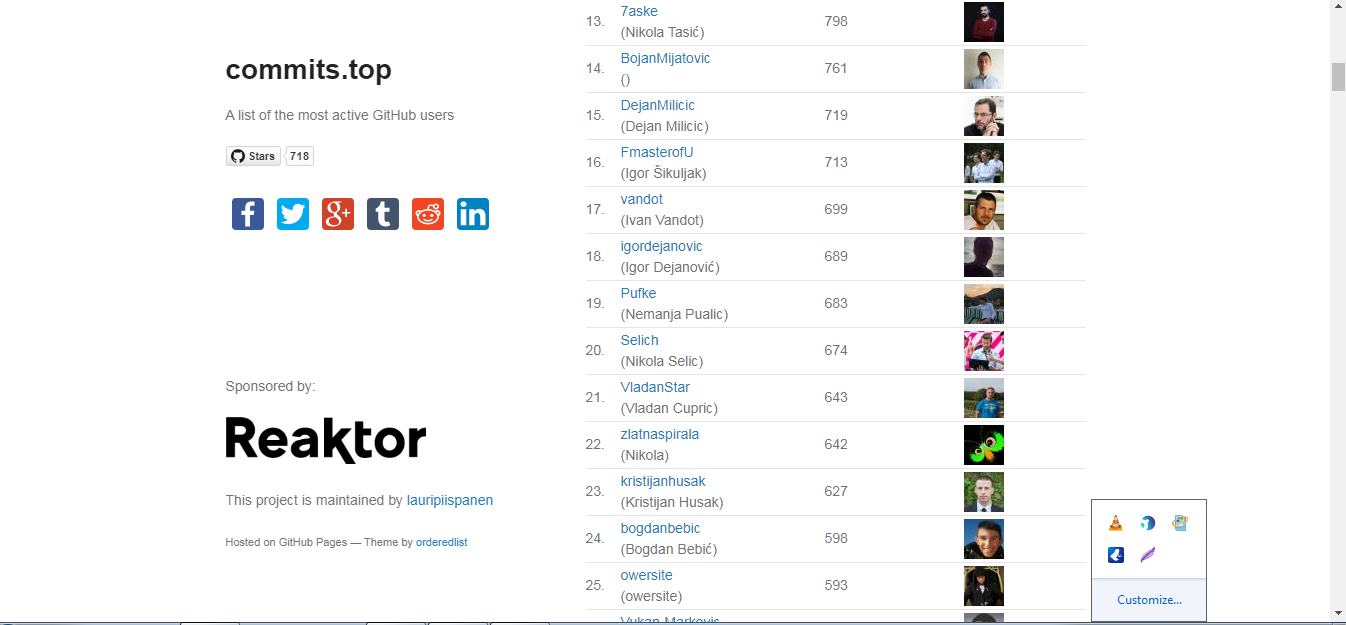 commits.top
A list of the most active GitHub users
Stars 718
Sponsored by:
Reaktor
This project is maintained by lauripiispanen
Hosted on GitHub Pages — Theme by orderedlist
13. 7aske 798
(Nikola Tasić)
14. BojanMijatovic 761
()
15. DejanMilicic 719
(Dejan Milicic)
16. FmasterofU 713
(Igor Šikuljak)
17. vandot 699
(Ivan Vandot)
18. igordejanovic 689
(Igor Dejanović)
19. Pufke 683
(Nemanja Pualic)
20. Selich 674
(Nikola Selic)
21. VladanStar 643
(Vladan Cupric)
22. zlatnaspirala 642
(Nikola)
23. kristijanhusak 627
(Kristijan Husak)
24. bogdanbebic 598
(Bogdan Bebić)
25. owersite 593
(owersite)
Vukan-Markovic
Customize...